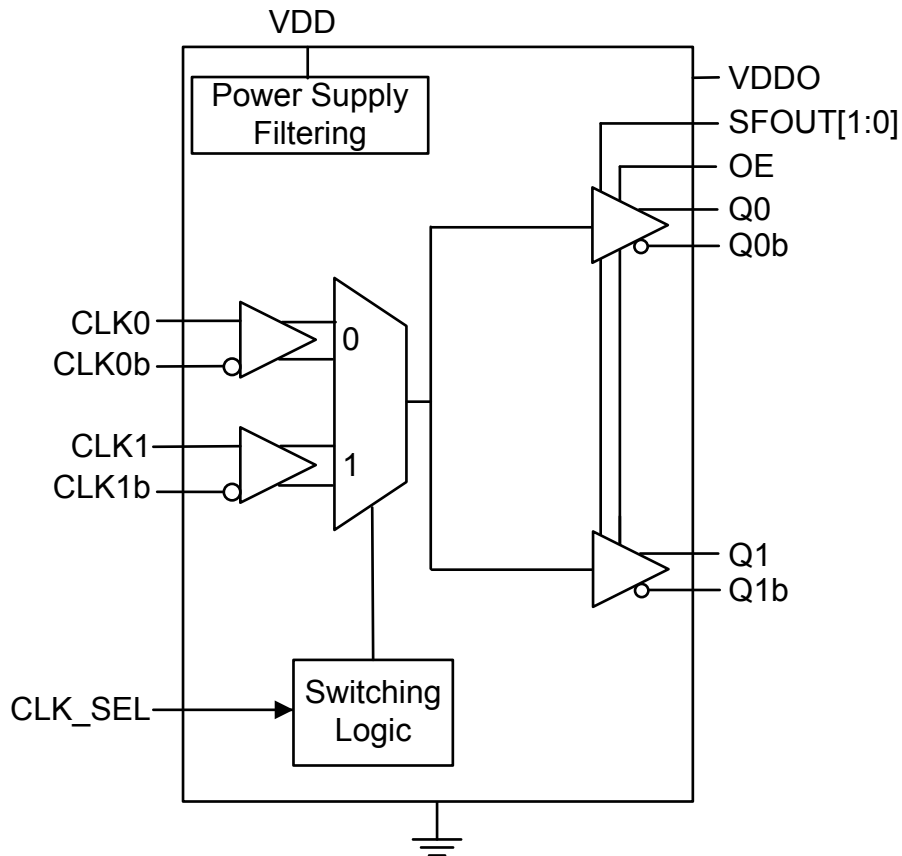 VDD
Power Supply
Filtering
VDDO
SFOUT[1:0]
OE
Q0
Q0b
CLK0
CLK0b
0
CLK1
CLK1b
1
Q1
Q1b
CLK_SEL
Switching
Logic